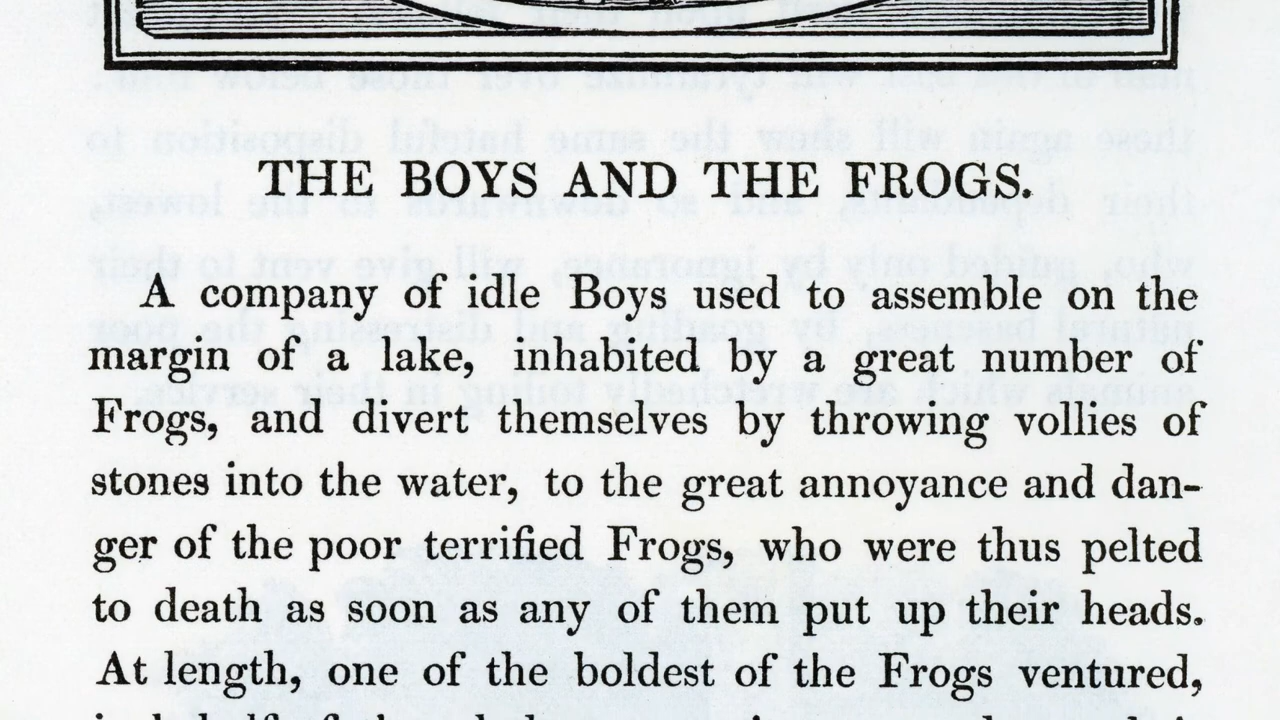 THE BOYS AND THE FROGS.
A company of idle Boys used to assemble on the
margin of a lake, inhabited by a great number of
Frogs, and divert themselves by throwing vollies of
stones into the water, to the great annoyance and dan-
ger of the poor terrified Frogs, who were thus pelted
to death as soon as any of them put up their heads.
At length, one of the boldest of the Frogs ventured,